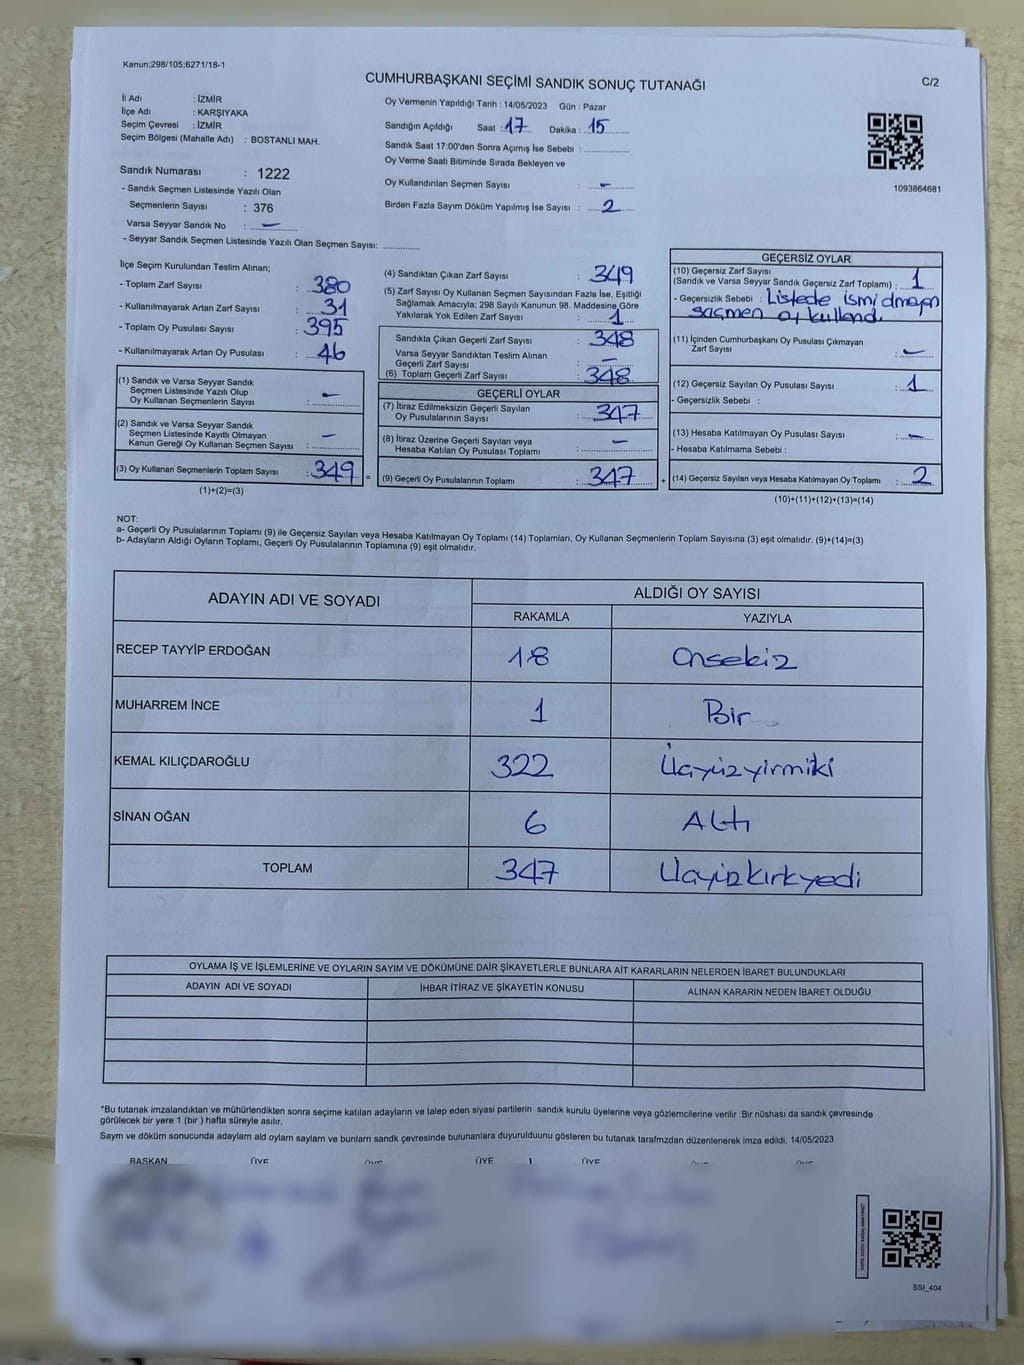 Kanun;298/105;6271/18-1
CUMHURBAŞKANI SEÇİMİ SANDIK SONUÇ TUTANAĞI
C/2
İl Adı : İZMİR
İlçe Adı : KARŞIYAKA
Seçim Çevresi : İZMİR
Seçim Bölgesi (Mahalle Adı) : BOSTANLI MAH.
Sandık Numarası : 1222
- Sandık Seçmen Listesinde Yazılı Olan
Seçmenlerin Sayısı : 376
Varsa Seyyar Sandık No : –
- Seyyar Sandık Seçmen Listesinde Yazılı Olan Seçmen Sayısı:
Oy Vermenin Yapıldığı Tarih : 14/05/2023 Gün : Pazar
Sandığın Açıldığı Saat : 17 Dakika : 15
Sandık Saat 17:00'den Sonra Açımış İse Sebebi :
Oy Verme Saati Bitiminde Sırada Bekleyen ve
Oy Kullandırılan Seçmen Sayısı : –
Birden Fazla Sayım Döküm Yapılmış İse Sayısı : 2
1093864681
İlçe Seçim Kurulundan Teslim Alınan;
- Toplam Zarf Sayısı : 380
- Kullanılmayarak Artan Zarf Sayısı : 31
- Toplam Oy Pusulası Sayısı : 395
- Kullanılmayarak Artan Oy Pusulası : 46
(1) Sandık ve Varsa Seyyar Sandık
Seçmen Listesinde Yazılı Olup
Oy Kullanan Seçmenlerin Sayısı : –
(2) Sandık ve Varsa Seyyar Sandık
Seçmen Listesinde Kayıtlı Olmayan
Kanun Gereği Oy Kullanan Seçmen Sayısı : –
(3) Oy Kullanan Seçmenlerin Toplam Sayısı : 349 =
(1)+(2)=(3)
(4) Sandıktan Çıkan Zarf Sayısı : 349
(5) Zarf Sayısı Oy Kullanan Seçmen Sayısından Fazla İse, Eşitliği
Sağlamak Amacıyla; 298 Sayılı Kanunun 98. Maddesine Göre
Yakılarak Yok Edilen Zarf Sayısı : 1
Sandıkta Çıkan Geçerli Zarf Sayısı : 348
Varsa Seyyar Sandıktan Teslim Alınan
Geçerli Zarf Sayısı : –
(6) Toplam Geçerli Zarf Sayısı : 348
GEÇERLİ OYLAR
(7) İtiraz Edilmeksizin Geçerli Sayılan
Oy Pusulalarının Sayısı : 347
(8) İtiraz Üzerine Geçerli Sayılan veya
Hesaba Katılan Oy Pusulası Toplamı : –
(9) Geçerli Oy Pusulalarının Toplamı : 347 +
GEÇERSİZ OYLAR
(10) Geçersiz Zarf Sayısı
(Sandık ve Varsa Seyyar Sandık Geçersiz Zarf Toplamı) : 1
- Geçersizlik Sebebi : Listede ismi olmayan
seçmen oy kullandı.
(11) İçinden Cumhurbaşkanı Oy Pusulası Çıkmayan
Zarf Sayısı : –
(12) Geçersiz Sayılan Oy Pusulası Sayısı : 1
- Geçersizlik Sebebi :
(13) Hesaba Katılmayan Oy Pusulası Sayısı : –
- Hesaba Katılmama Sebebi :
(14) Geçersiz Sayılan veya Hesaba Katılmayan Oy Toplamı : 2
(10)+(11)+(12)+(13)=(14)
NOT:
a- Geçerli Oy Pusulalarının Toplamı (9) ile Geçersiz Sayılan veya Hesaba Katılmayan Oy Toplamı (14) Toplamları, Oy Kullanan Seçmenlerin Toplam Sayısına (3) eşit olmalıdır. (9)+(14)=(3)
b- Adayların Aldığı Oyların Toplamı, Geçerli Oy Pusulalarının Toplamına (9) eşit olmalıdır.
ADAYIN ADI VE SOYADI ALDIĞI OY SAYISI
RAKAMLA YAZIYLA
RECEP TAYYİP ERDOĞAN 18 Onsekiz
MUHARREM İNCE 1 Bir
KEMAL KILIÇDAROĞLU 322 Üçyüzyirmiki
SİNAN OĞAN 6 Altı
TOPLAM 347 Üçyüzkırkyedi
OYLAMA İŞ VE İŞLEMLERİNE VE OYLARIN SAYIM VE DÖKÜMÜNE DAİR ŞİKAYETLERLE BUNLARA AİT KARARLARIN NELERDEN İBARET BULUNDUKLARI
ADAYIN ADI VE SOYADI İHBAR İTİRAZ VE ŞİKAYETİN KONUSU ALINAN KARARIN NEDEN İBARET OLDUĞU
*Bu tutanak imzalandıktan ve mühürlendikten sonra seçime katılan adayların ve talep eden siyasi partilerin sandık kurulu üyelerine veya gözlemcilerine verilir :Bir nüshası da sandık çevresinde
görülecek bir yere 1 (bir ) hafta süreyle asılır.
Sayım ve döküm sonucunda adayların ald oyların sayların ve bunların sandk çevresinde bulunanlara duyurulduunu gösteren bu tutanak tarafmzdan düzenlenerek imza edildi. 14/05/2023
BAŞKAN ÜYE ÜYE ÜYE ÜYE
SSI_404